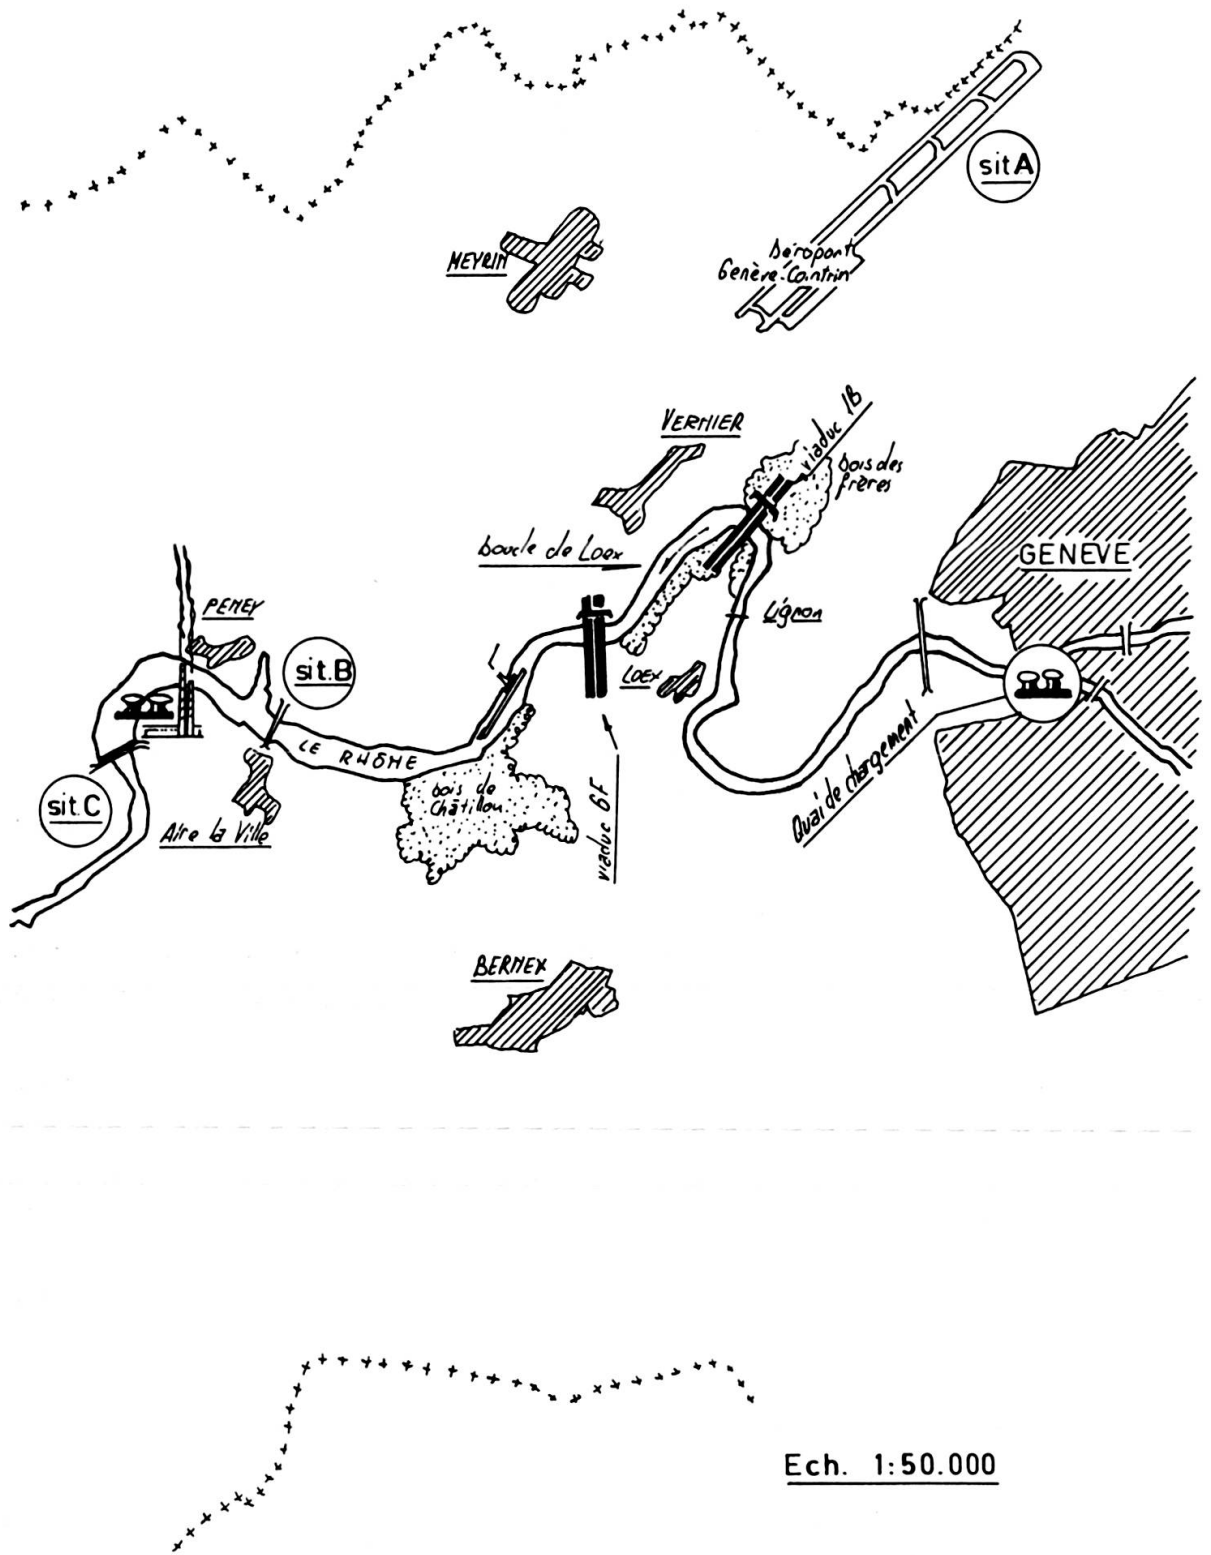 sit A
MEYRIN
Aéroport
Genève-Cointrin
VERNIER
viaduc 1B
bois des
frères
boucle de Loex
GENEVE
PENEY
Lignon
sit.B
LOEX
LE RHÔNE
Quai de chargement
bois de
Châtillon
sit.C
Aire la Ville
viaduc 6F
BERNEX
Ech. 1:50.000